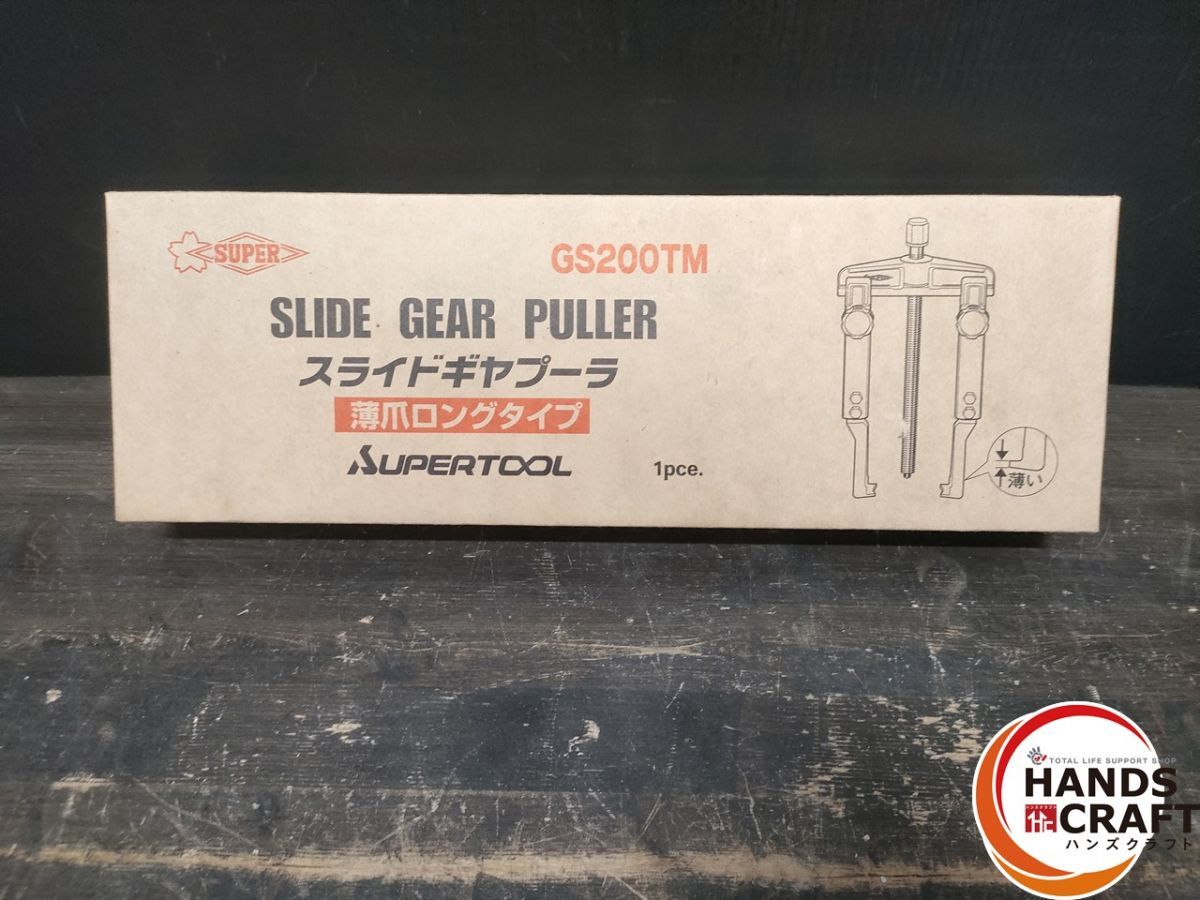 SUPER
GS200TM
SLIDE GEAR PULLER
スライドギヤプーラ
薄爪ロングタイプ
SUPERTOOL
1pce.
薄い
TOTAL LIFE SUPPORT SHOP
HANDS
CRAFT
ハンズクラフト